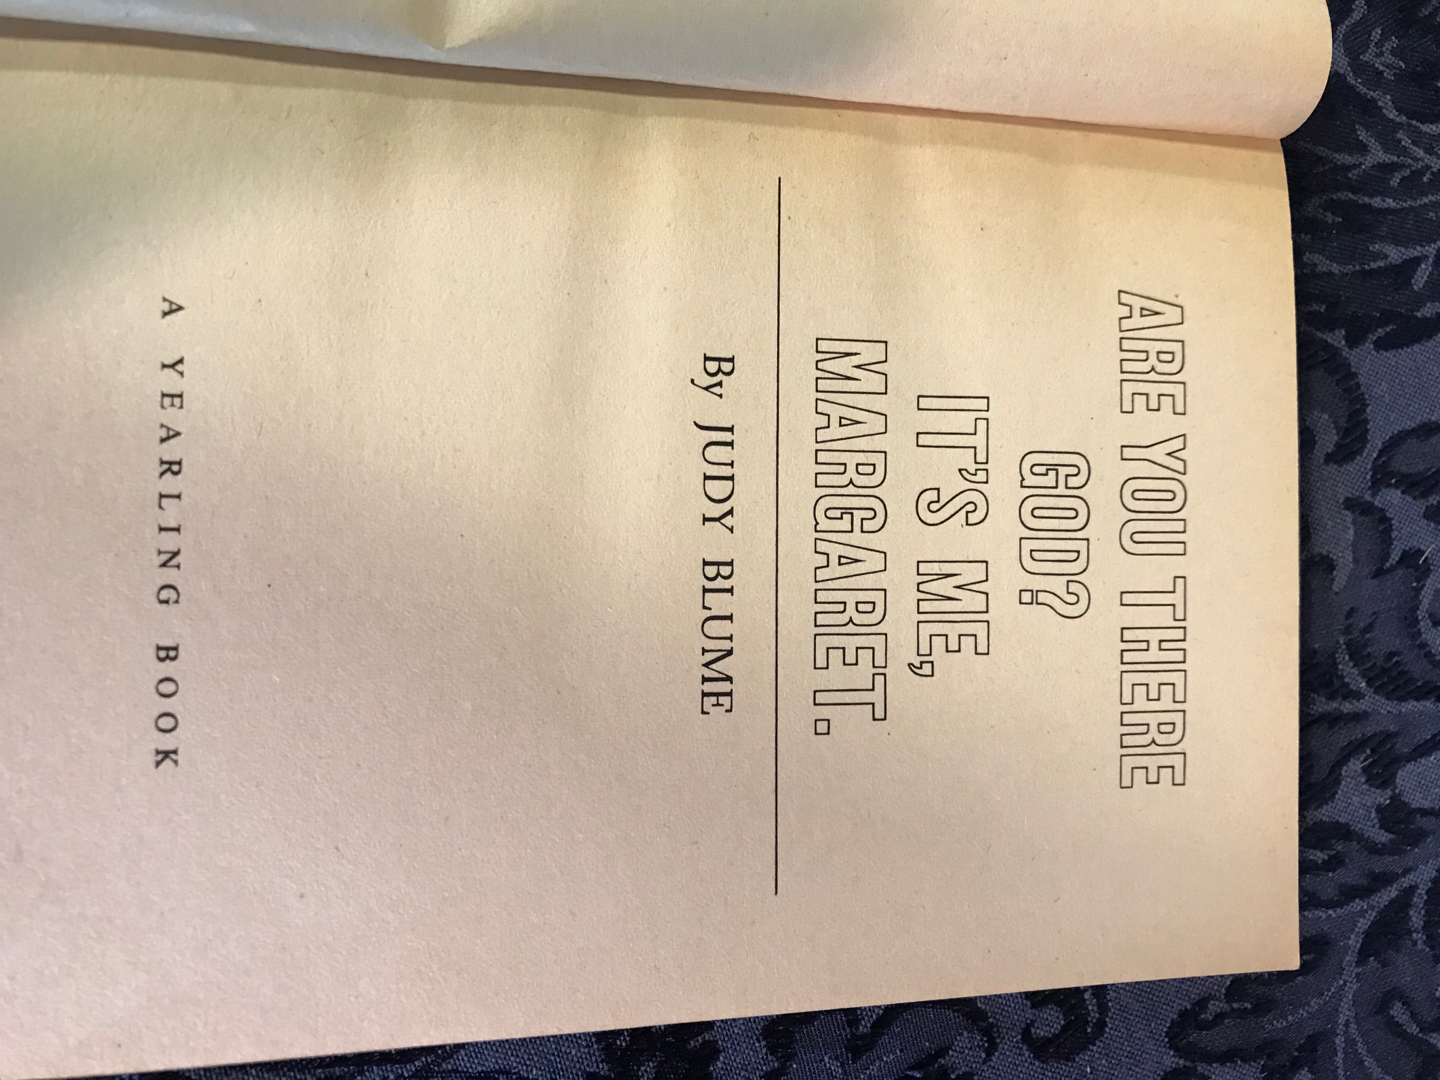 ARE YOU THERE
GOD?
IT'S ME,
MARGARET.
By JUDY BLUME
A YEARLING BOOK